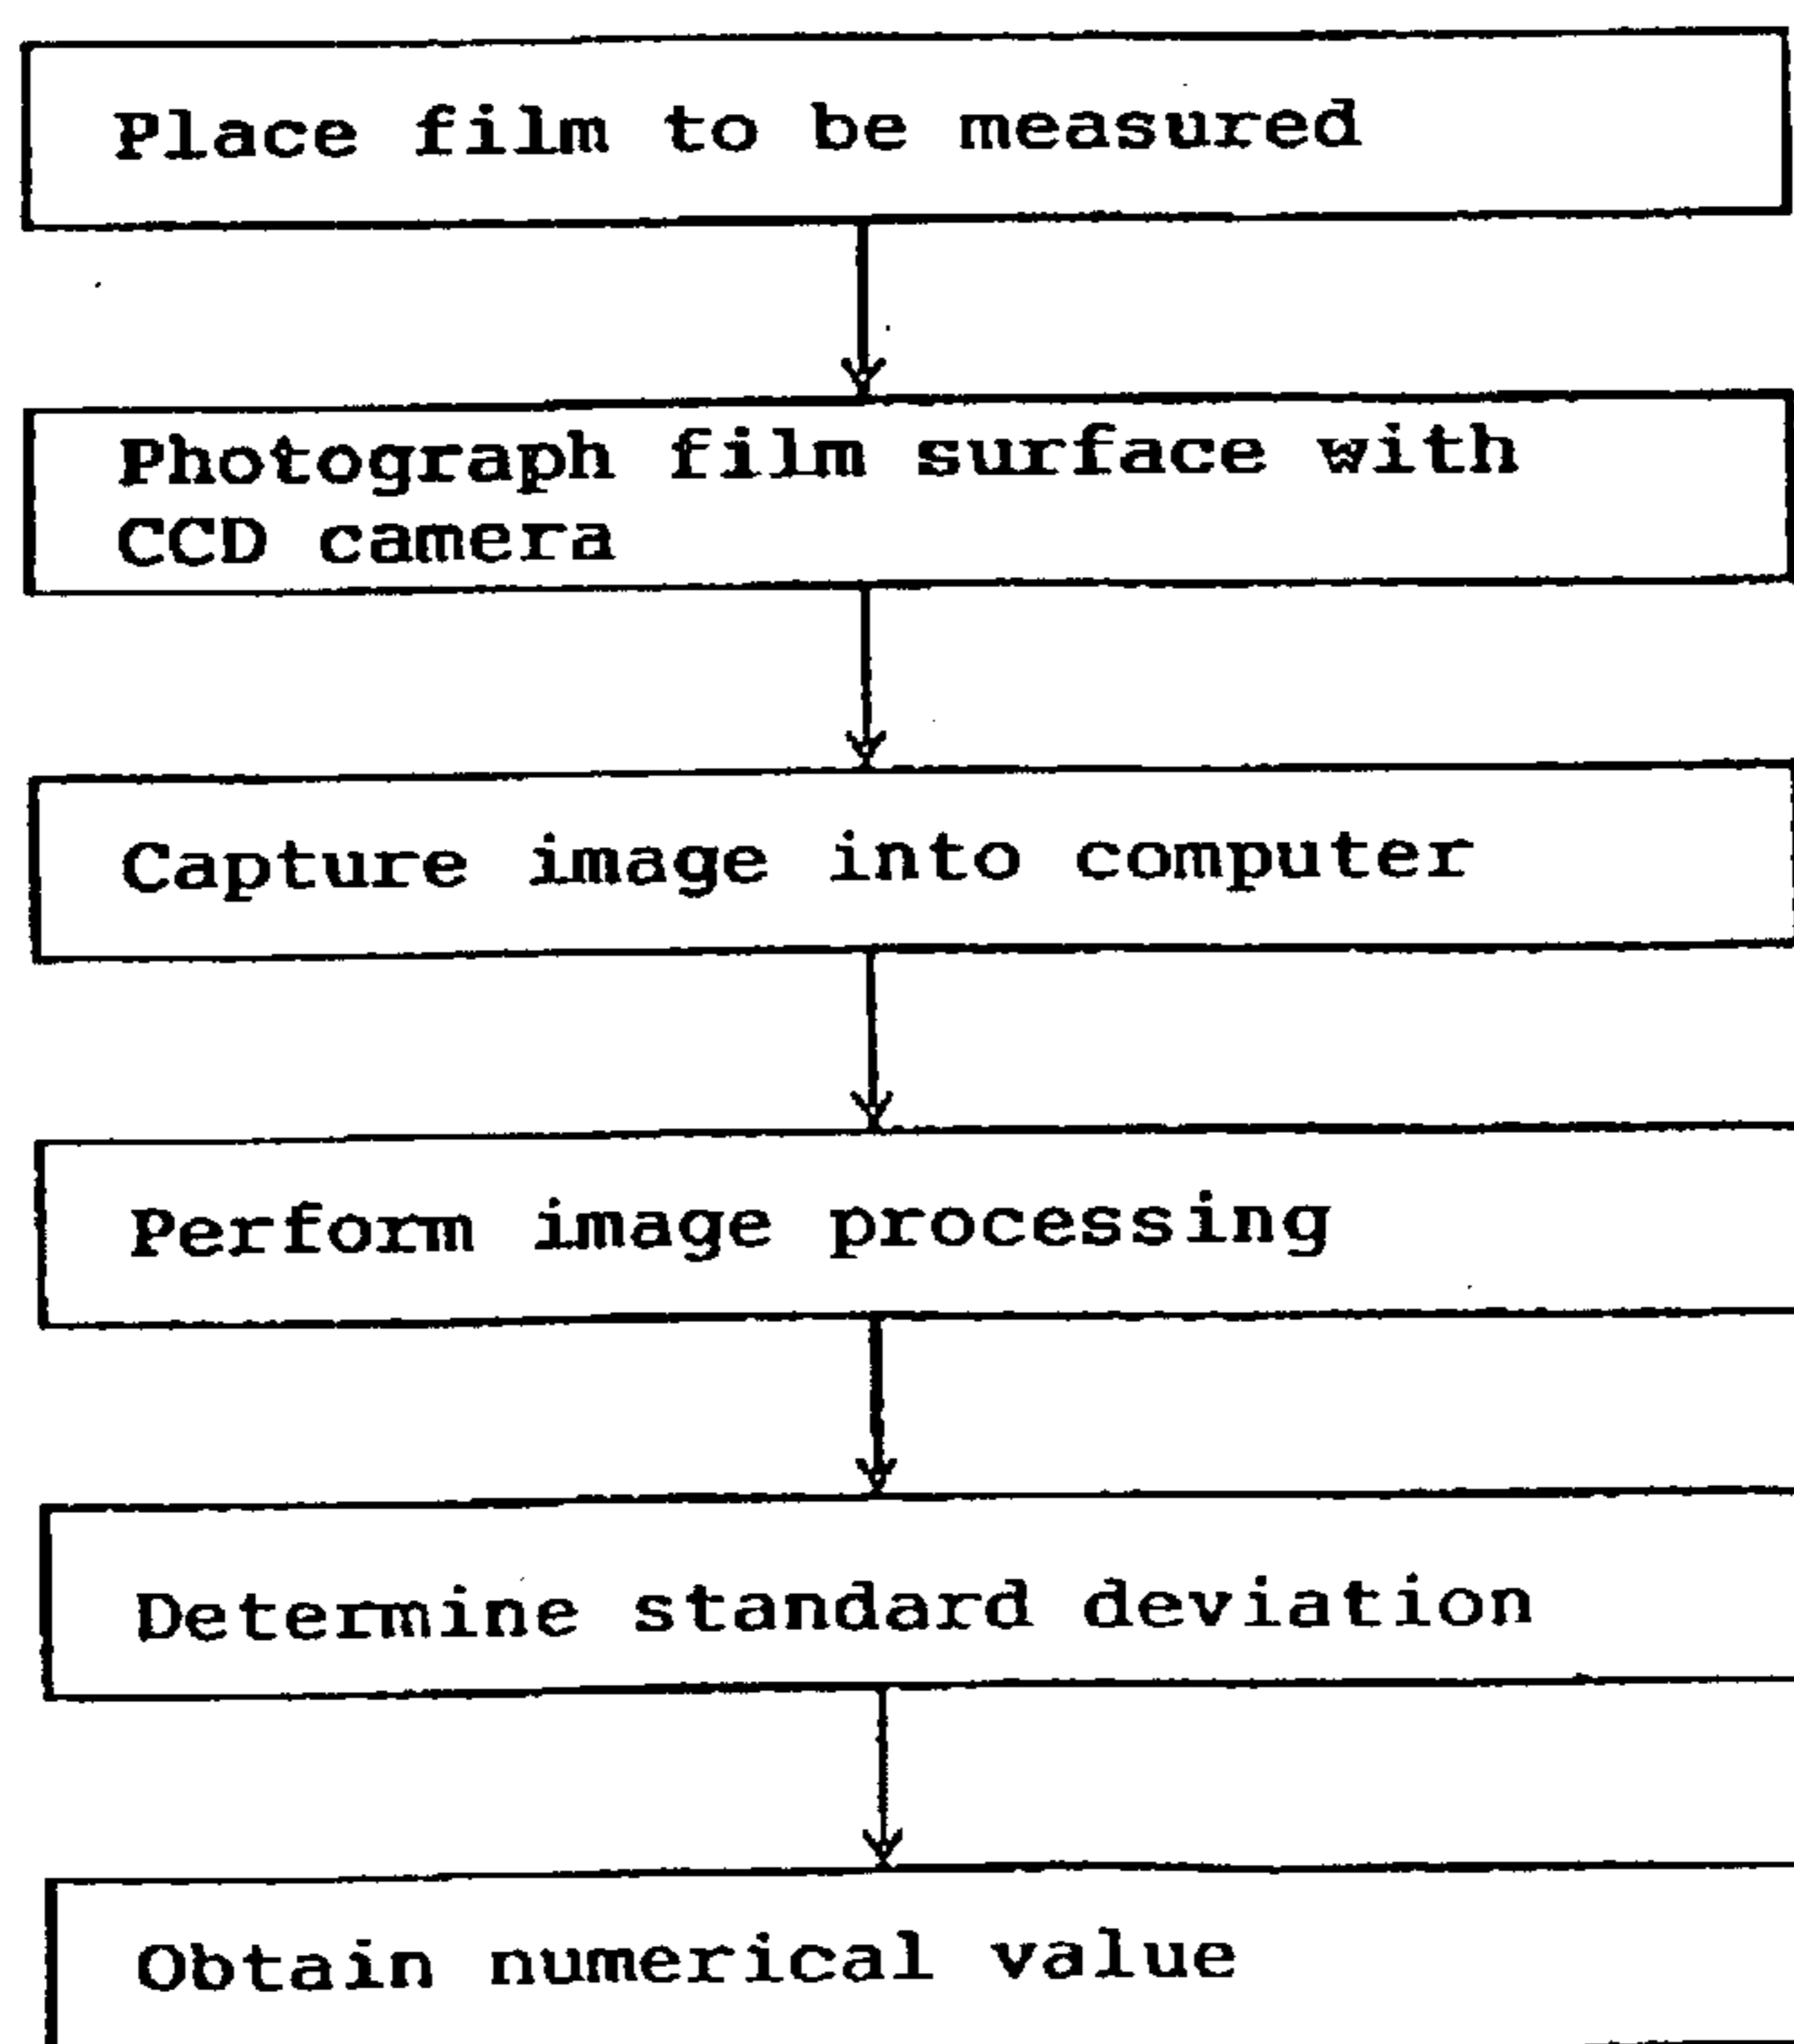 Place film to be measured
Photograph film surface with
CCD camera
Capture image into computer
Perform image processing
Determine standard deviation
Obtain numerical value